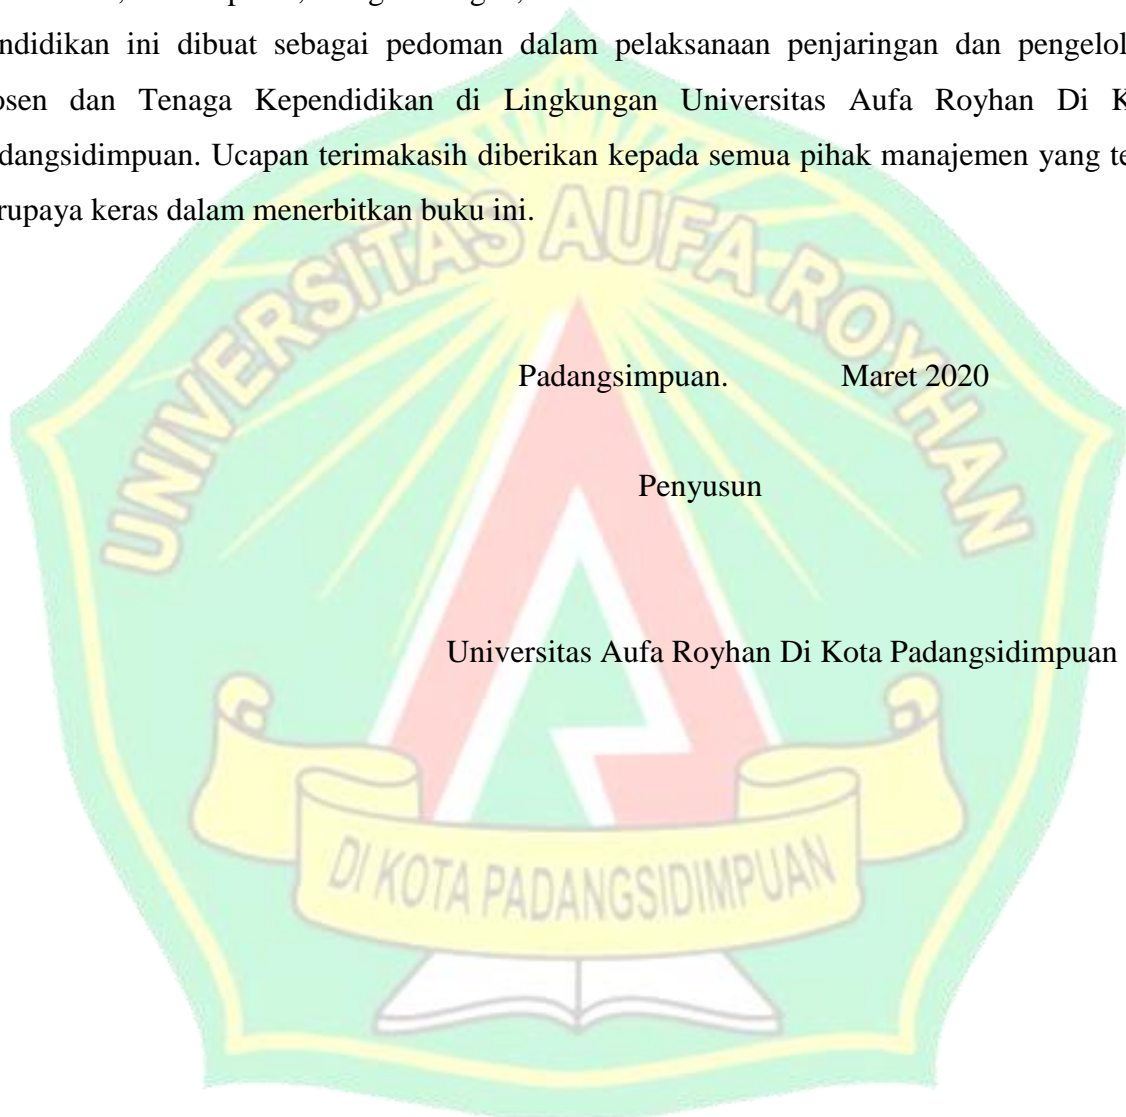 ndidikan ini dibuat sebagai pedoman dalam pelaksanaan penjaringan dan pengelol
osen dan Tenaga Kependidikan di Lingkungan Universitas Aufa Royhan Di K
dangsidimpuan. Ucapan terimakasih diberikan kepada semua pihak manajemen yang te
rupaya keras dalam menerbitkan buku ini.
UNIVERSITAS AUFA ROYHAN
Padangsimpuan. Maret 2020
Penyusun
Universitas Aufa Royhan Di Kota Padangsidimpuan
DI KOTA PADANGSIDIMPUAN